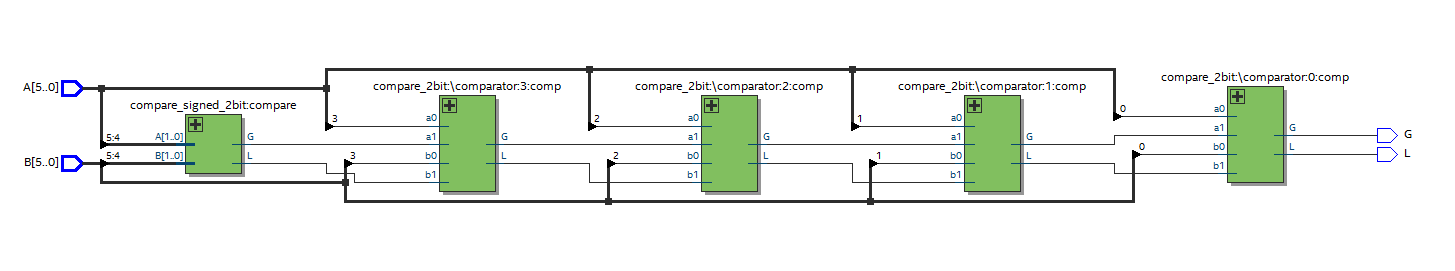 compare_2bit:\comparator:0:comp
compare_2bit:\comparator:3:comp
compare_2bit:\comparator:2:comp
compare_2bit:\comparator:1:comp
A[5..0]
compare_signed_2bit:compare
0
a0
3
a0
2
a0
1
a0
a1
G
G
5:4
A[1..0]
G
a1
G
a1
G
a1
G
b0
L
L
0
5:4
B[1..0]
L
3
b0
L
2
b0
L
1
b0
L
B[5..0]
b1
b1
b1
b1